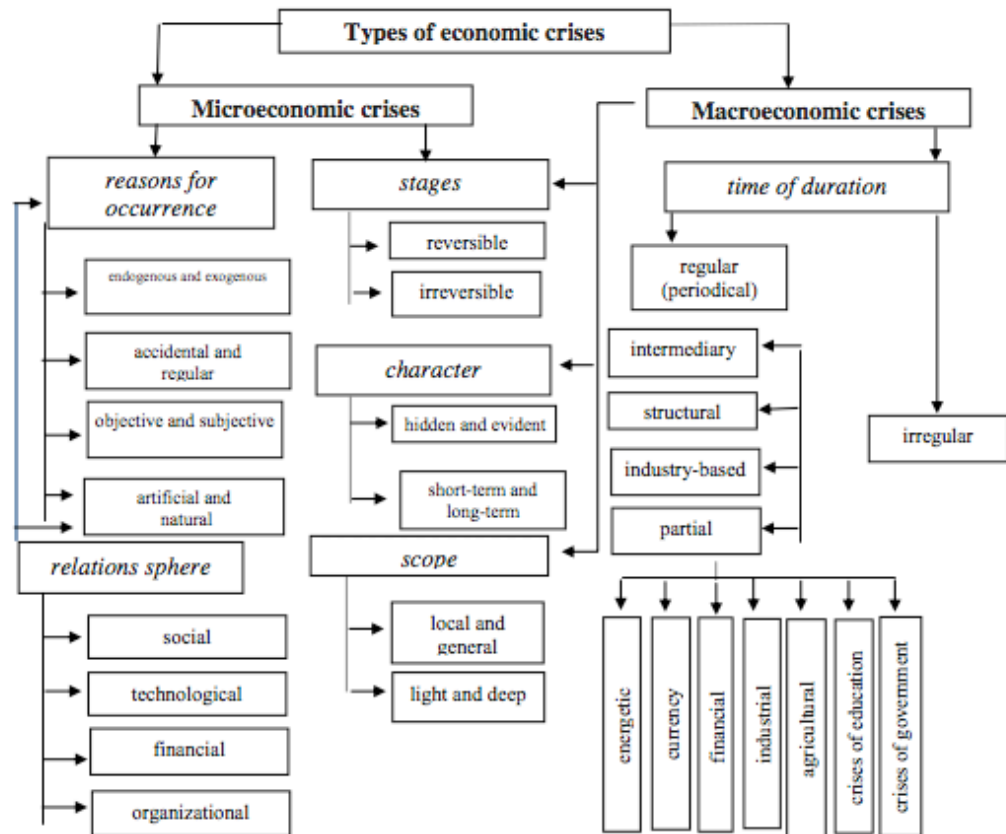 Types of economic crises
Microeconomic crises
Macroeconomic crises
reasons for
occurrence
endogenous and exogenous
accidental and
regular
objective and subjective
artificial and
natural
relations sphere
social
technological
financial
organizational
stages
reversible
irreversible
character
hidden and evident
short-term and
long-term
scope
local and
general
light and deep
time of duration
regular
(periodical)
irregular
intermediary
structural
industry-based
partial
energetic
currency
financial
industrial
agricultural
crises of education
crises of government